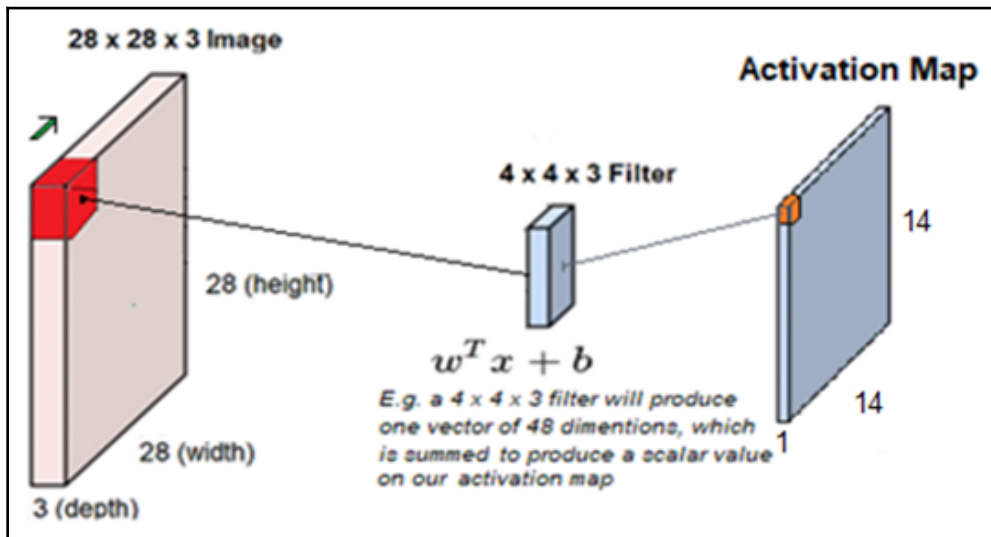 28 x 28 x 3 Image
Activation Map
4 x 4 x 3 Filter
14
28 (height)
w^T x + b
E.g. a 4 x 4 x 3 filter will produce
one vector of 48 dimentions, which
is summed to produce a scalar value
on our activation map
14
1
28 (width)
3 (depth)